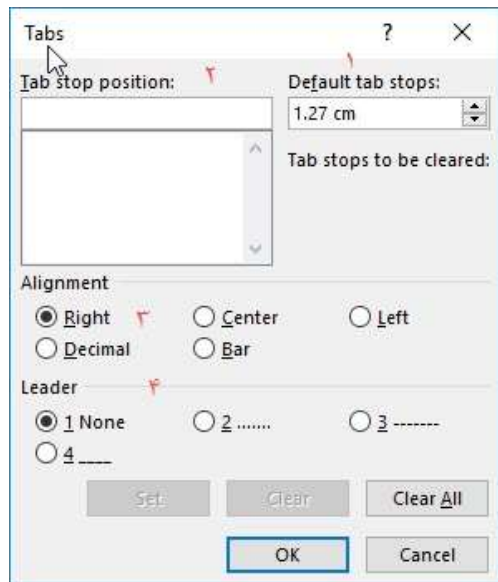 Tabs ? ×
Tab stop position: ۲ Default tab stops: ۱
1.27 cm
Tab stops to be cleared:
Alignment
Right ۳ Center Left
Decimal Bar
Leader ۴
1 None 2 ....... 3 -------
4 ____
Set Clear Clear All
OK Cancel